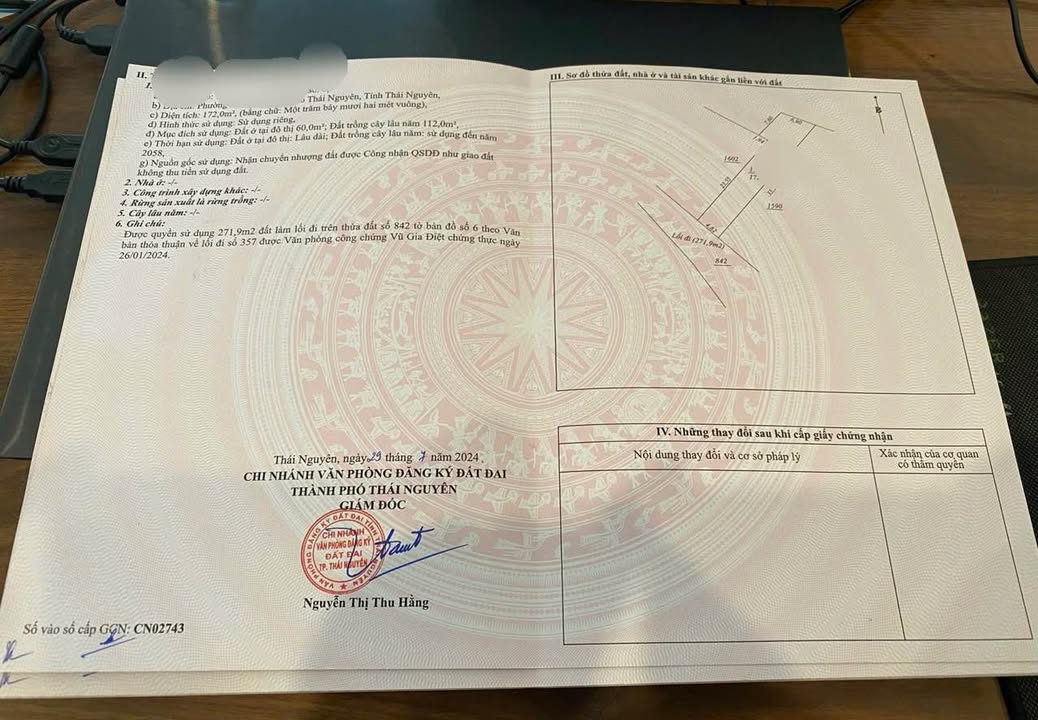 II.
Thái Nguyên, Tỉnh Thái Nguyên,
b) Phường
c) Diện tích: 172,0m², (bằng chữ: Một trăm bảy mươi hai mét vuông),
d) Hình thức sử dụng: Sử dụng riêng,
đ) Mục đích sử dụng: Đất ở tại đô thị 60,0m²; Đất trồng cây lâu năm 112,0m²,
e) Thời hạn sử dụng: Đất ở tại đô thị: Lâu dài; Đất trồng cây lâu năm: sử dụng đến năm
2058,
g) Nguồn gốc sử dụng: Nhận chuyển nhượng đất được Công nhận QSDĐ như giao đất
không thu tiền sử dụng đất.
2. Nhà ở: -/-
3. Công trình xây dựng khác: -/-
4. Rừng sản xuất là rừng trồng: -/-
5. Cây lâu năm: -/-
6. Ghi chú:
Được quyền sử dụng 271,9m2 đất làm lối đi trên thửa đất số 842 tờ bản đồ số 6 theo Văn
bản thỏa thuận về lối đi số 357 được Văn phòng công chứng Vũ Gia Điệt chứng thực ngày
26/01/2024.
Thái Nguyên, ngày 29 tháng 7 năm 2024
CHI NHÁNH VĂN PHÒNG ĐĂNG KÝ ĐẤT ĐAI
THÀNH PHỐ THÁI NGUYÊN
GIÁM ĐỐC
VĂN PHÒNG ĐĂNG KÝ ĐẤT ĐAI TỈNH THÁI NGUYÊN
CHI NHÁNH
VĂN PHÒNG ĐĂNG KÝ
ĐẤT ĐAI
TP. THÁI NGUYÊN
Nguyễn Thị Thu Hằng
Số vào sổ cấp GCN: CN02743
III. Sơ đồ thửa đất, nhà ở và tài sản khác gắn liền với đất
B
1602
1590
4.87
Lối đi (271,9m2)
842
IV. Những thay đổi sau khi cấp giấy chứng nhận
Nội dung thay đổi và cơ sở pháp lý
Xác nhận của cơ quan
có thẩm quyền